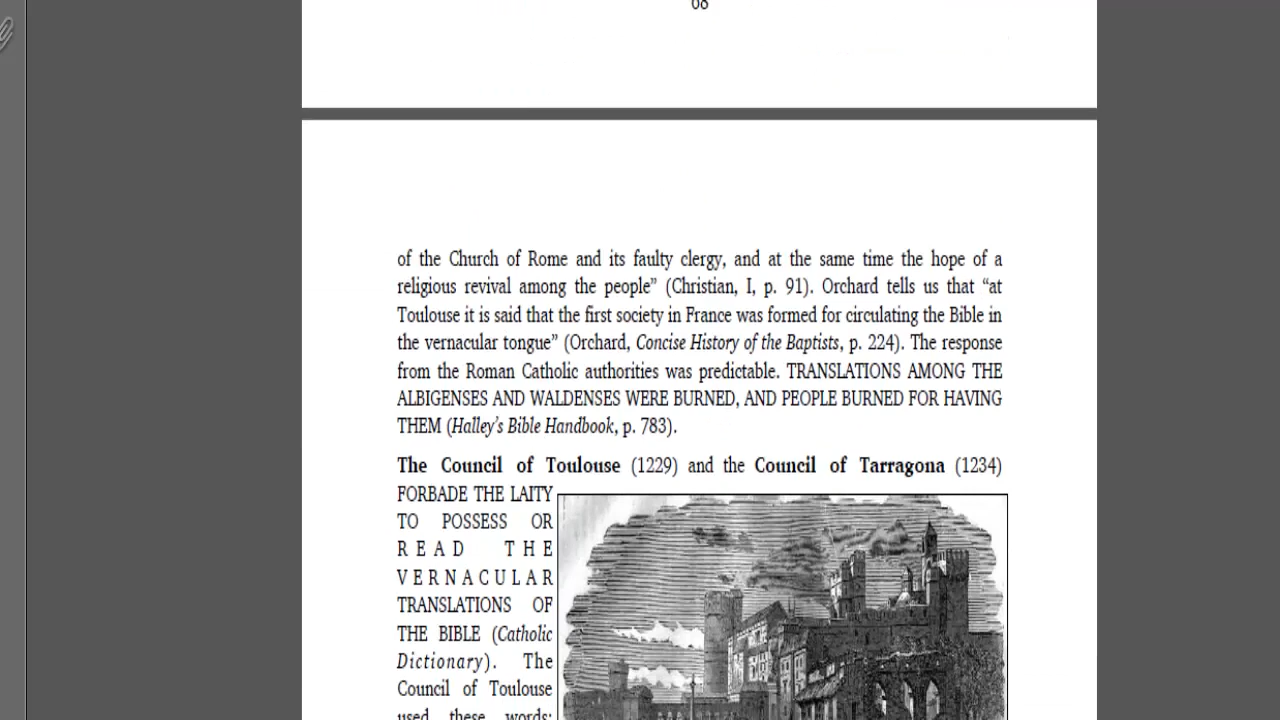 68
of the Church of Rome and its faulty clergy, and at the same time the hope of a
religious revival among the people” (Christian, I, p. 91). Orchard tells us that “at
Toulouse it is said that the first society in France was formed for circulating the Bible in
the vernacular tongue” (Orchard, Concise History of the Baptists, p. 224). The response
from the Roman Catholic authorities was predictable. TRANSLATIONS AMONG THE
ALBIGENSES AND WALDENSES WERE BURNED, AND PEOPLE BURNED FOR HAVING
THEM (Halley’s Bible Handbook, p. 783).
The Council of Toulouse (1229) and the Council of Tarragona (1234)
FORBADE THE LAITY
TO POSSESS OR
READ THE
VERNACULAR
TRANSLATIONS OF
THE BIBLE (Catholic
Dictionary). The
Council of Toulouse
used these words: